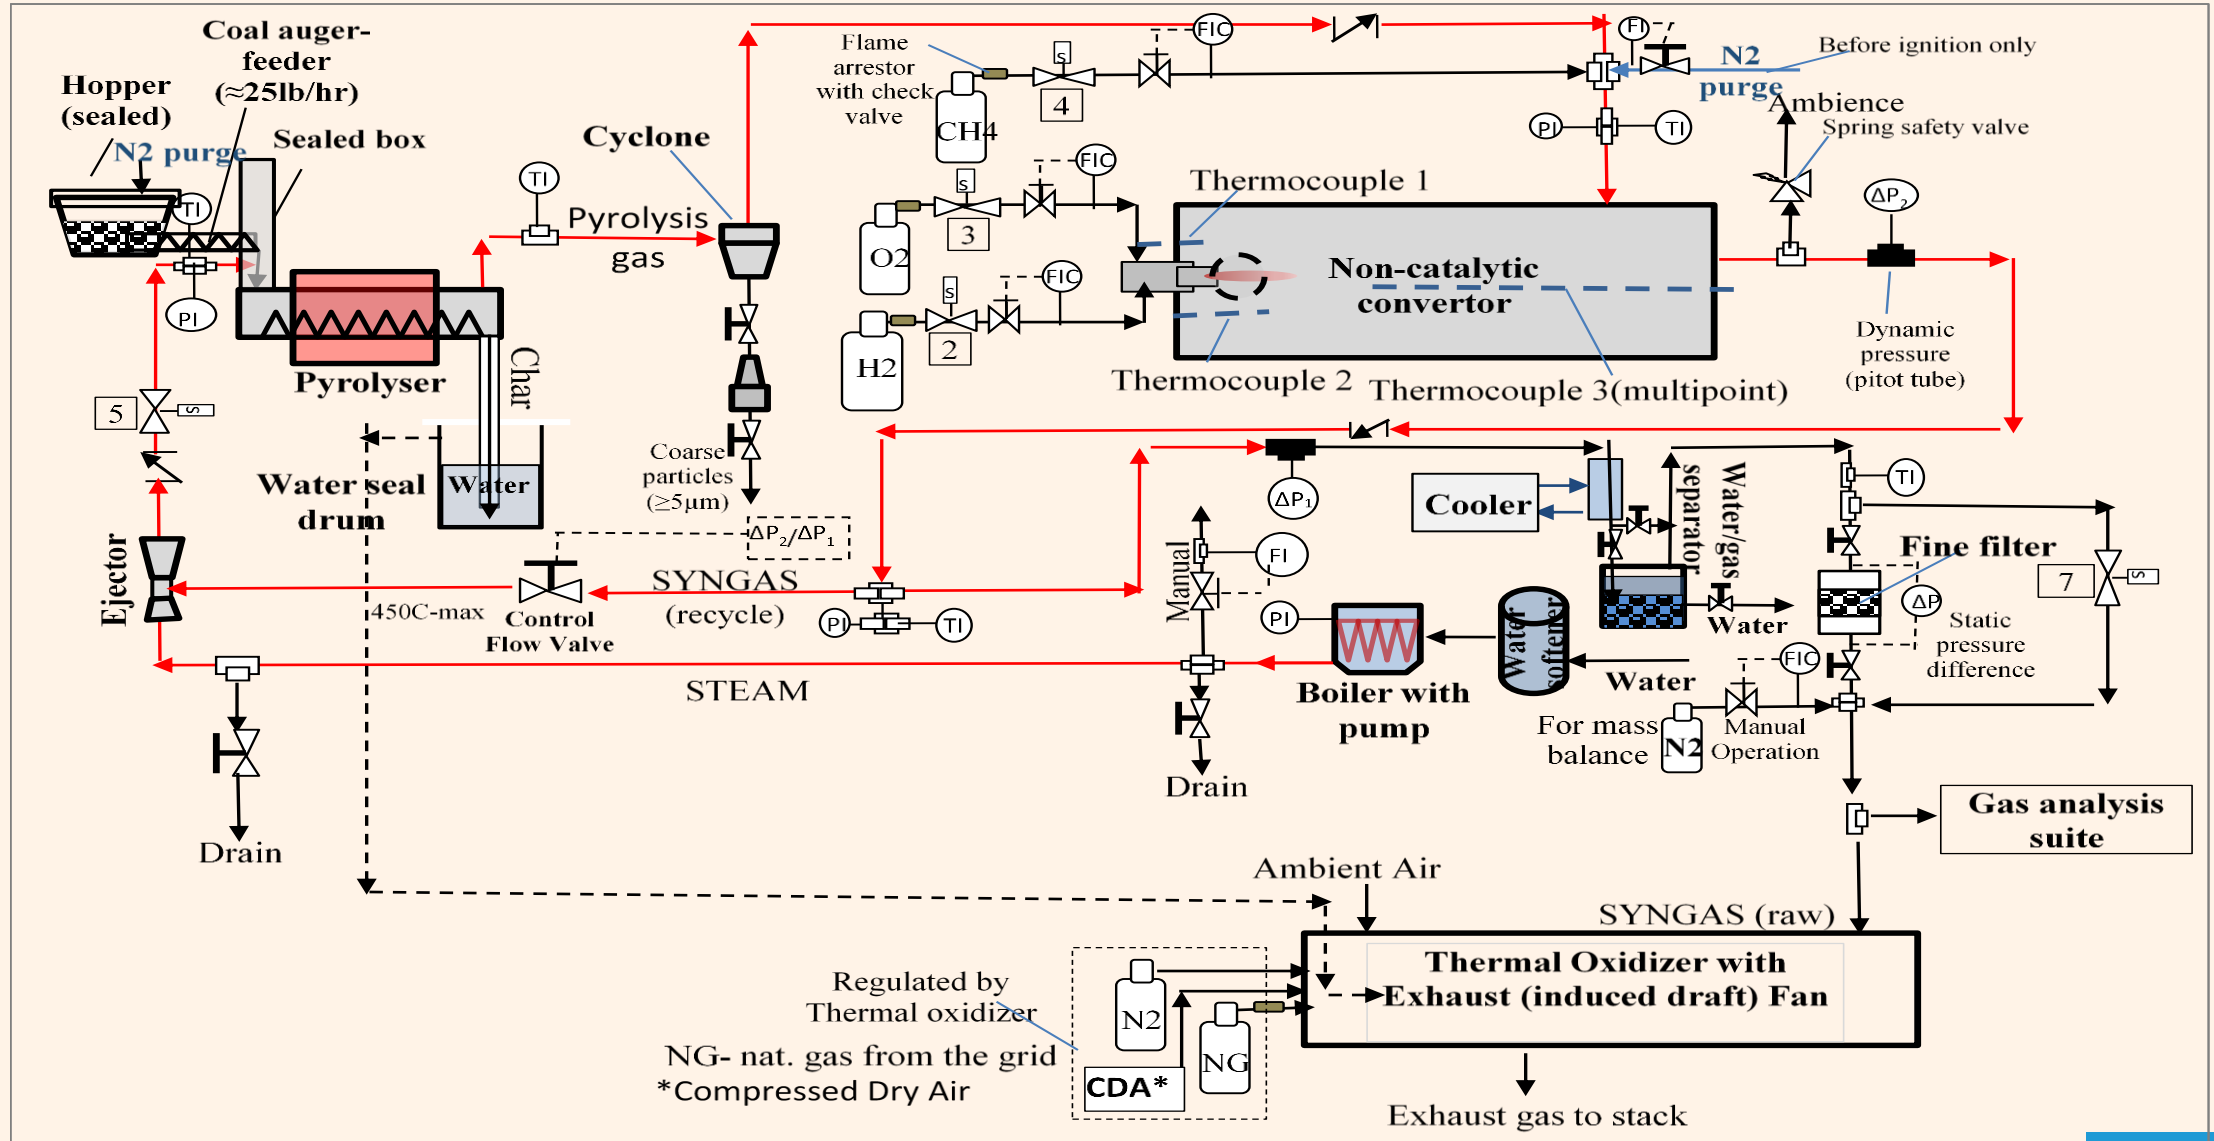 Coal auger-
feeder
(≈25lb/hr)
Hopper
(sealed)
N2 purge
Sealed box
TI
PI
Pyrolyser
Char
5
S
Water seal
drum
Water
Ejector
450C-max
Control
Flow Valve
SYNGAS
(recycle)
STEAM
Drain
TI
Pyrolysis
gas
Cyclone
Coarse
particles
(≥5µm)
ΔP2/ΔP1
Flame
arrestor
with check
valve
CH4
S
4
FIC
O2
S
3
FIC
H2
S
2
FIC
FI
N2
purge
Before ignition only
PI
TI
Ambience
Spring safety valve
ΔP2
Dynamic
pressure
(pitot tube)
Thermocouple 1
Non-catalytic
convertor
Thermocouple 2
Thermocouple 3(multipoint)
ΔP1
Cooler
Water/gas
separator
Water
TI
Fine filter
ΔP
Static
pressure
difference
7
S
PI
TI
Manual
FI
PI
Boiler with
pump
Water
softener
Water
Drain
For mass
balance
N2
FIC
Manual
Operation
Gas analysis
suite
Ambient Air
SYNGAS (raw)
Thermal Oxidizer with
Exhaust (induced draft) Fan
Regulated by
Thermal oxidizer
NG- nat. gas from the grid
*Compressed Dry Air
N2
NG
CDA*
Exhaust gas to stack